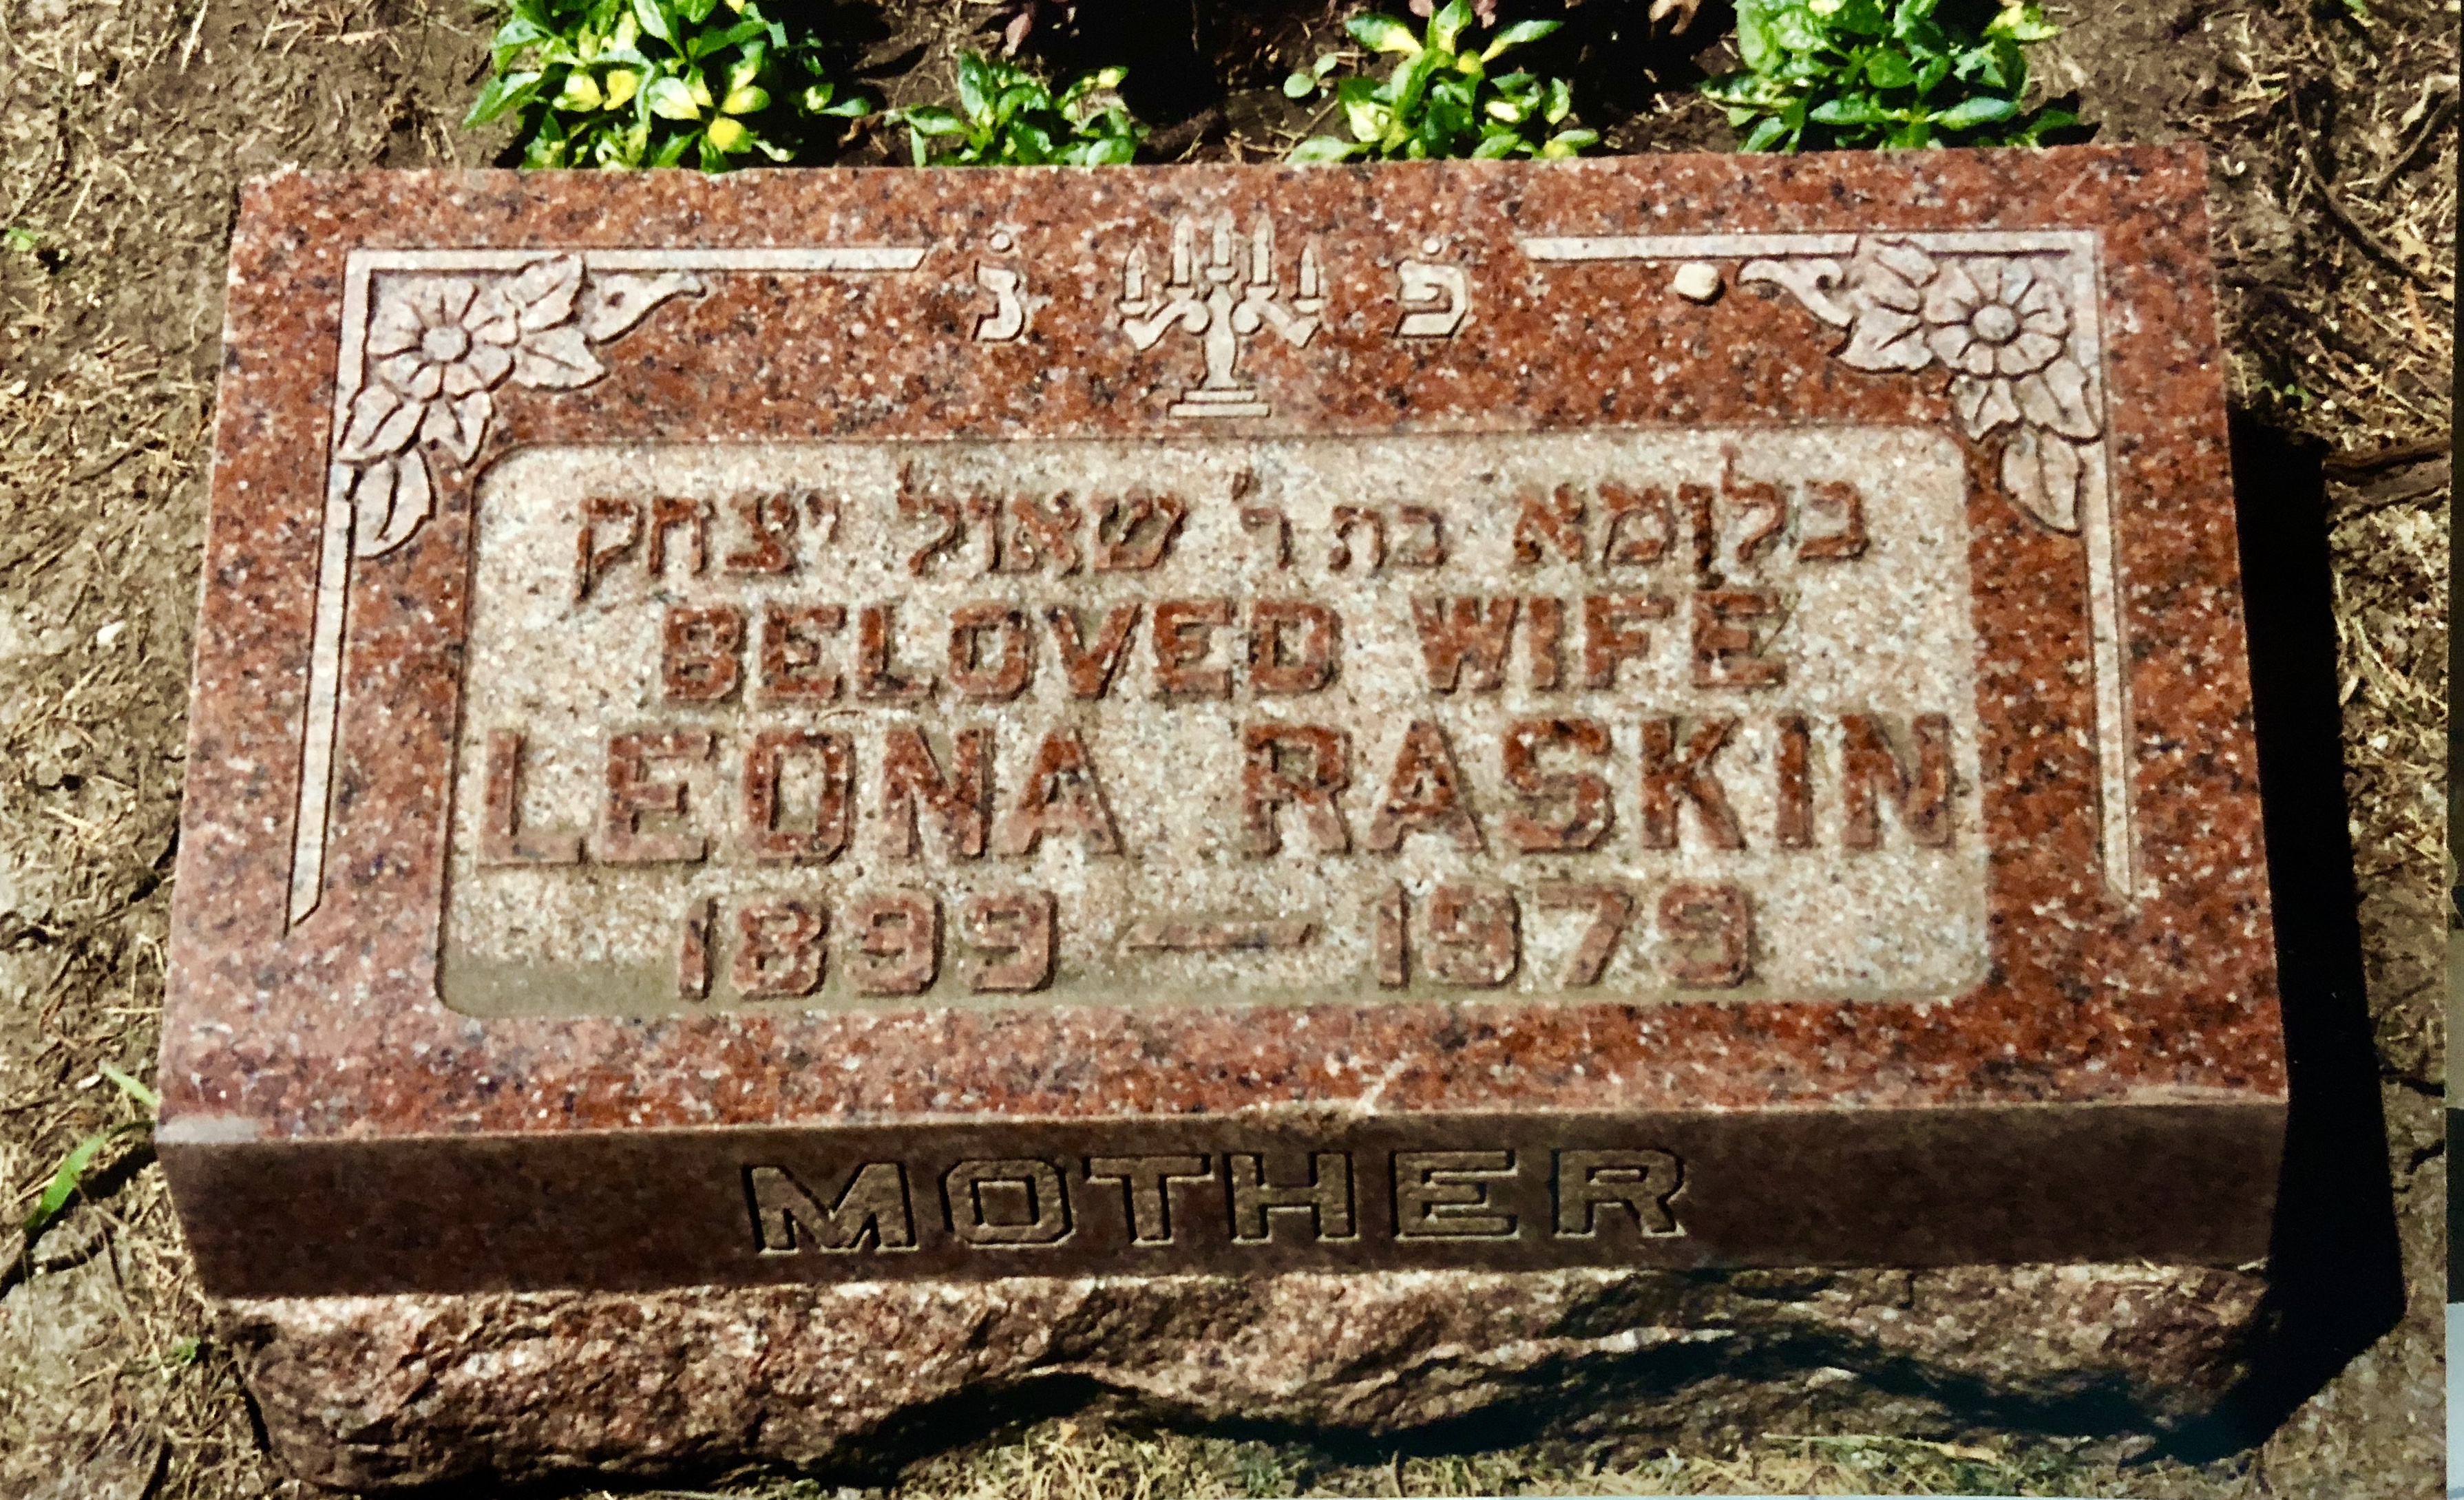 פֹ נֹ
בלומא בת ר' שאול יצחק
BELOVED WIFE
LEONA RASKIN
1899 — 1979
MOTHER